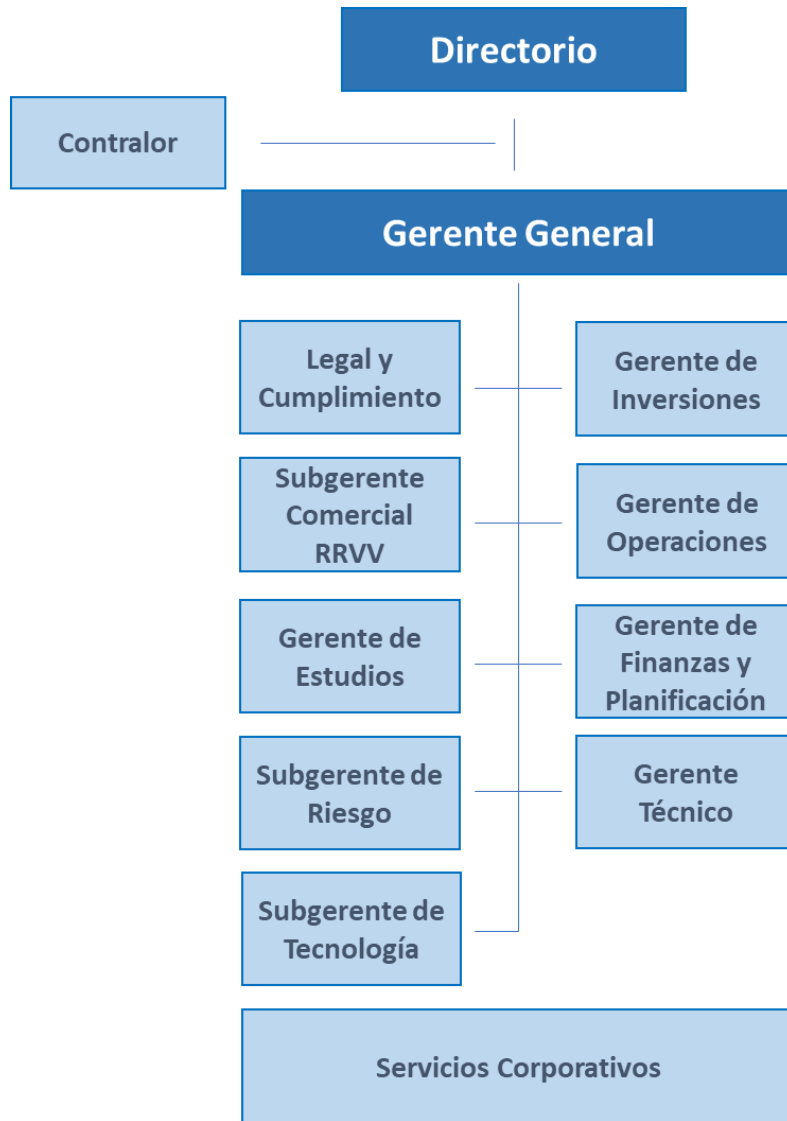 Directorio
Contralor
Gerente General
Legal y
Cumplimiento
Gerente de
Inversiones
Subgerente
Comercial
RRVV
Gerente de
Operaciones
Gerente de
Estudios
Gerente de
Finanzas y
Planificación
Subgerente de
Riesgo
Gerente
Técnico
Subgerente de
Tecnología
Servicios Corporativos